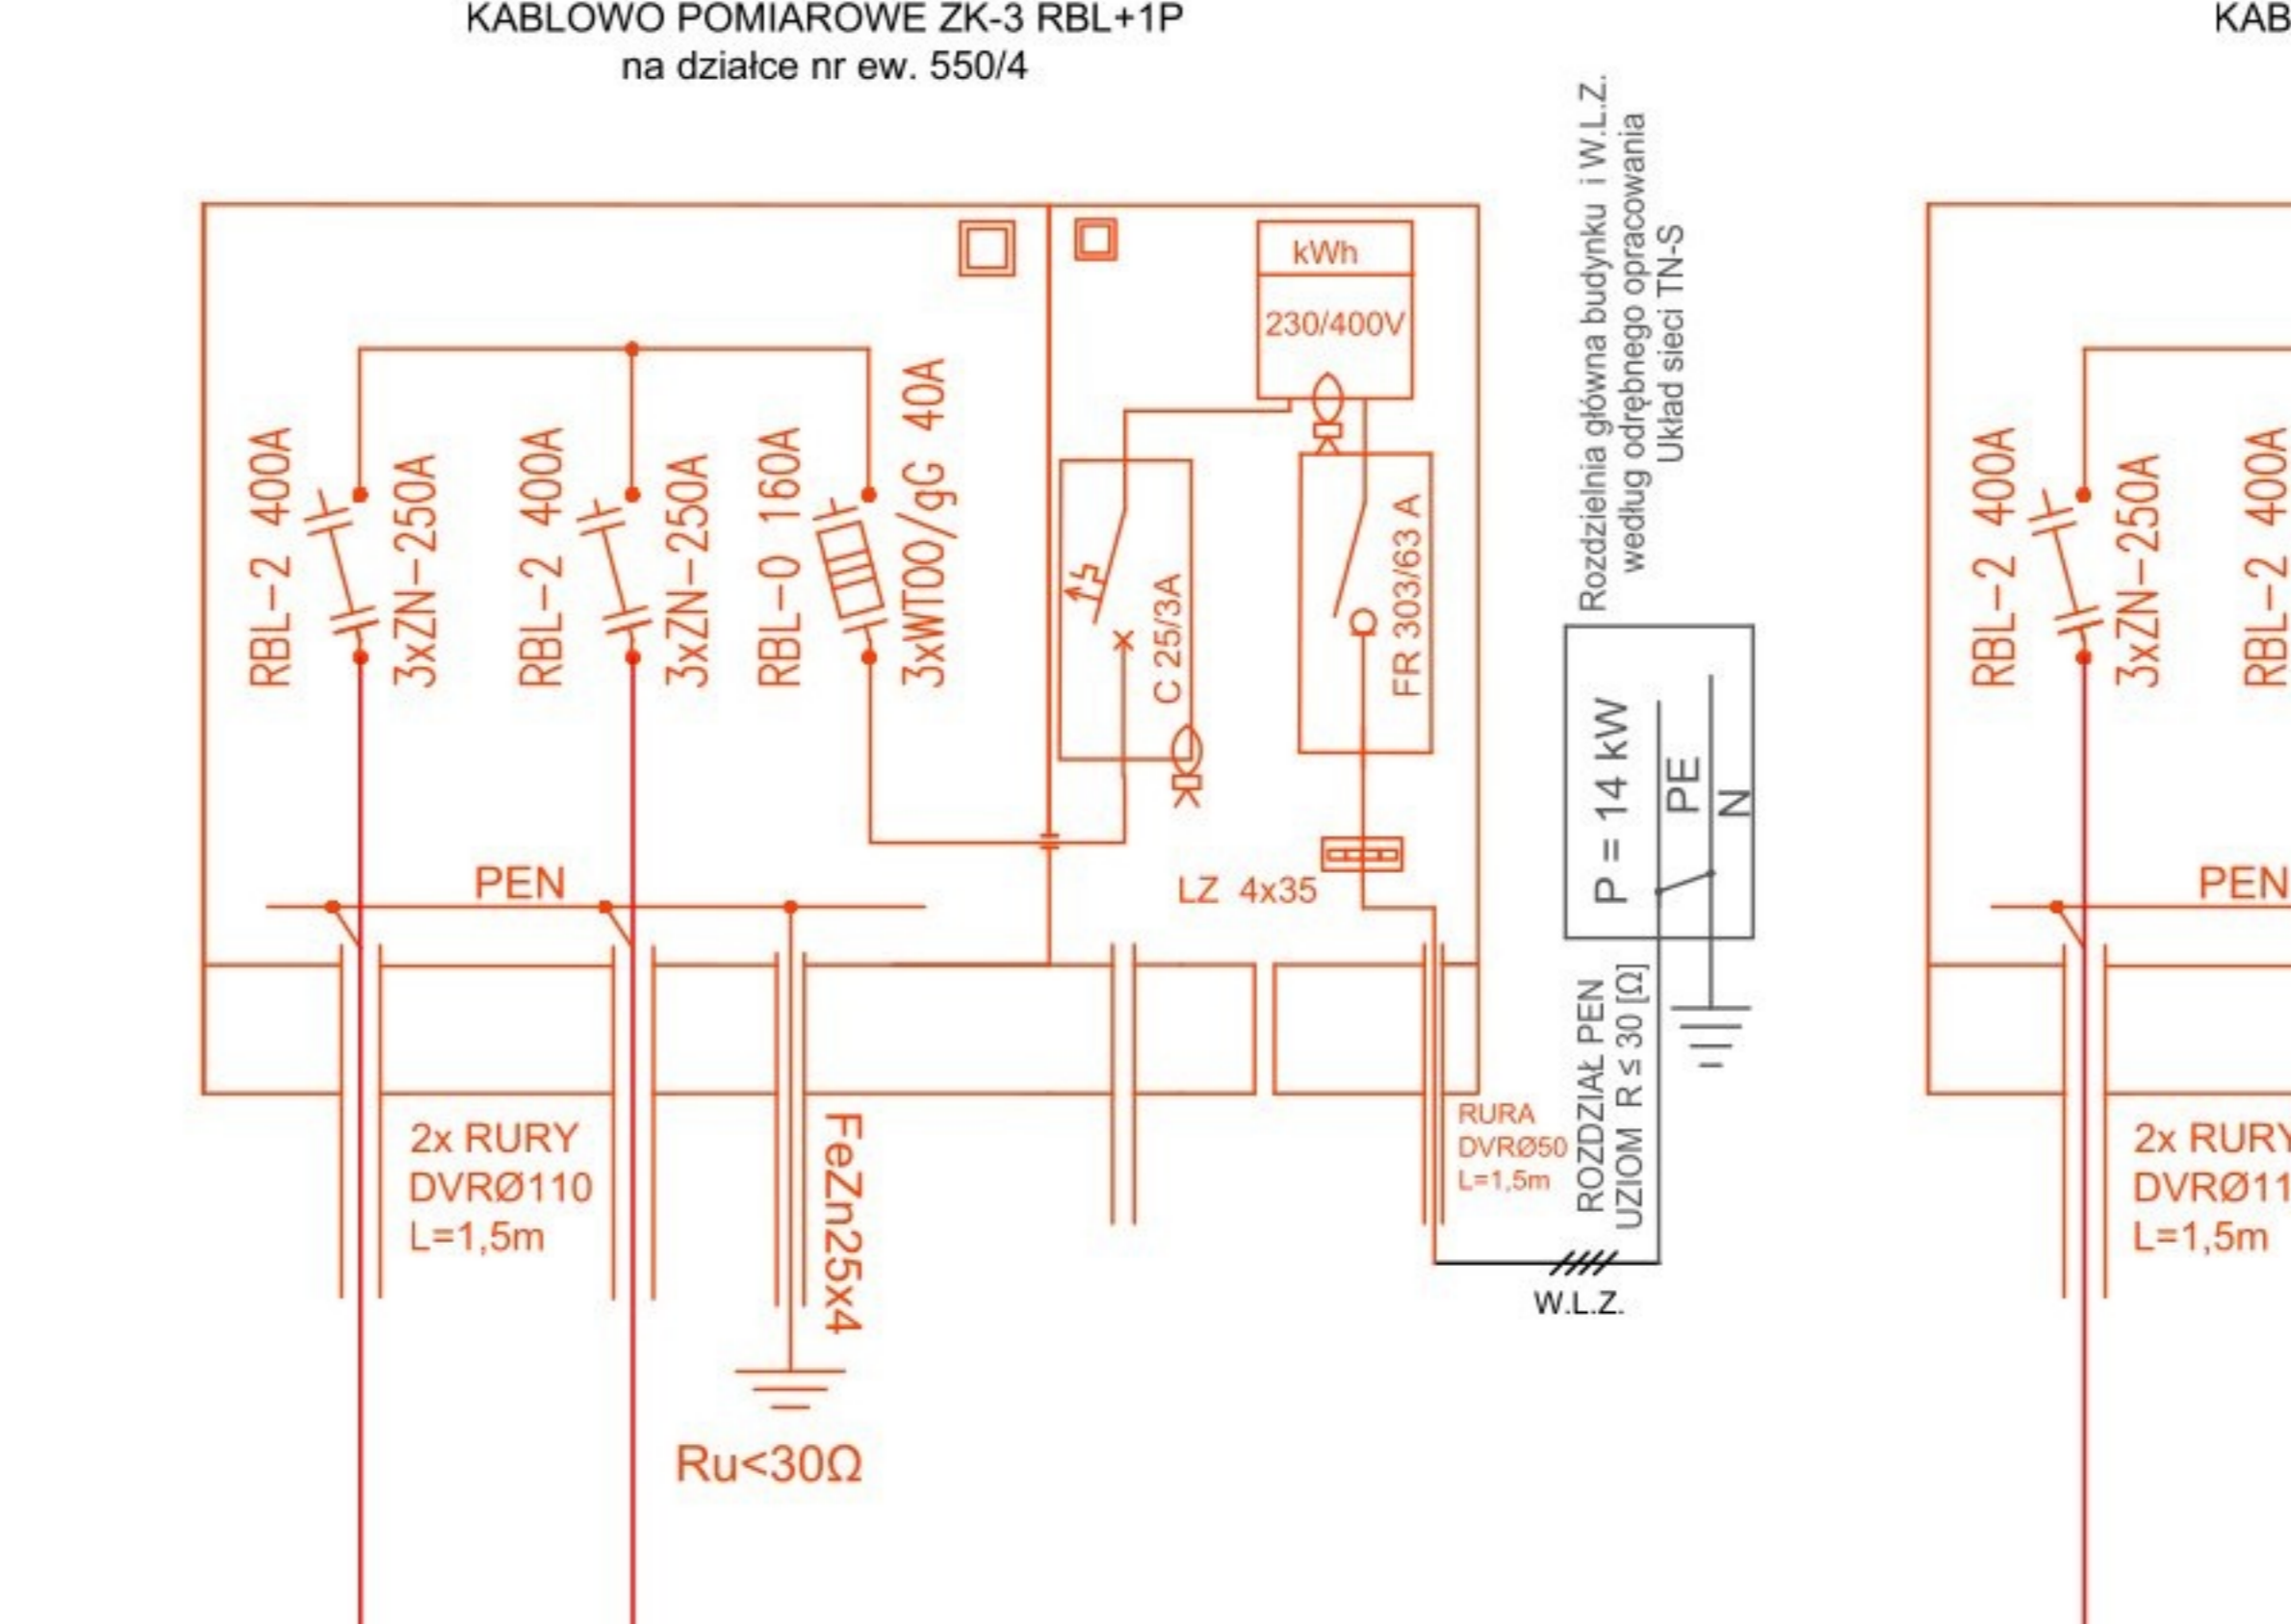 KABLOWO POMIAROWE ZK-3 RBL+1P
na działce nr ew. 550/4
KAB
RBL-2 400A
3xZN-250A
RBL-2 400A
3xZN-250A
RBL-0 160A
3xWT00/gG 40A
kWh
230/400V
C 25/3A
FR 303/63 A
LZ 4x35
PEN
Rozdzielnia główna budynku i W.L.Z.
według odrębnego opracowania
Układ sieci TN-S
P = 14 kW
PE
N
ROZDZIAŁ PEN
UZIOM R ≤ 30 [Ω]
2x RURY
DVRØ110
L=1,5m
FeZn25x4
Ru<30Ω
RURA
DVRØ50
L=1,5m
W.L.Z.
RBL-2 400A
3xZN-250A
RBL-2 400A
PEN
2x RURY
DVRØ11
L=1,5m